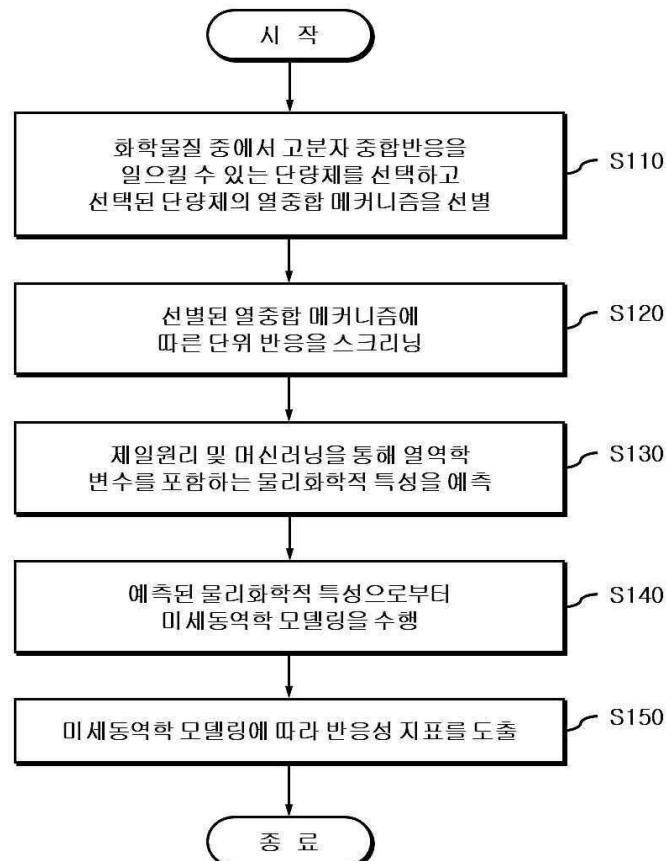 시 작
화학물질 중에서 고분자 중합반응을
일으킬 수 있는 단량체를 선택하고
선택된 단량체의 열중합 메커니즘을 선별
S110
선별된 열중합 메커니즘에
따른 단위 반응을 스크리닝
S120
제일원리 및 머신러닝을 통해 열역학
변수를 포함하는 물리화학적 특성을 예측
S130
예측된 물리화학적 특성으로부터
미세동역학 모델링을 수행
S140
미세동역학 모델링에 따라 반응성 지표를 도출
S150
종 료